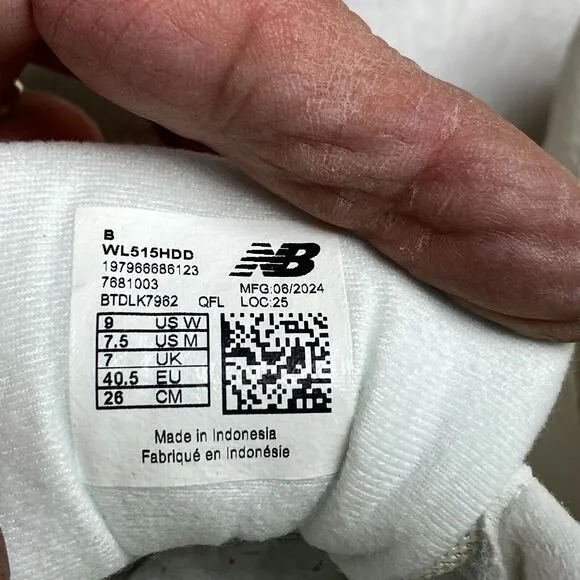 B
WL515HDD
197966686123
7681003
BTDLK7962 QFL
NB
MFG:06/2024
LOC:25
9 US W
7.5 US M
7 UK
40.5 EU
26 CM
Made in Indonesia
Fabriqué en Indonésie